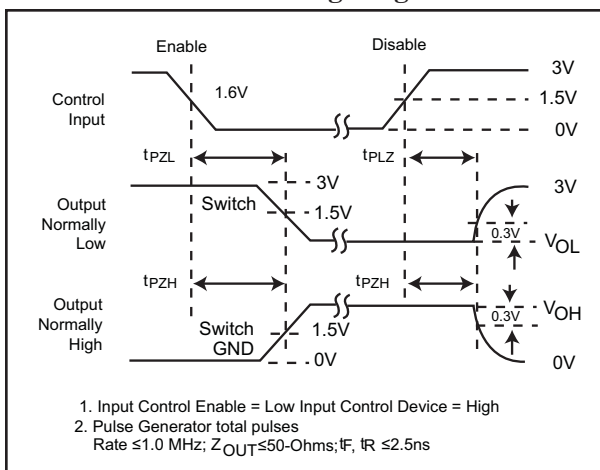 Enable
Disable
Control
Input
1.6V
3V
1.5V
0V
tPZL
tPLZ
Output
Normally
Low
Switch
3V
1.5V
3V
0.3V
VOL
tPZH
tPZH
Output
Normally
High
Switch
GND
1.5V
0V
VOH
0.3V
0V
1. Input Control Enable = Low Input Control Device = High
2. Pulse Generator total pulses
Rate ≤1.0 MHz; ZOUT≤50-Ohms; tF, tR ≤2.5ns